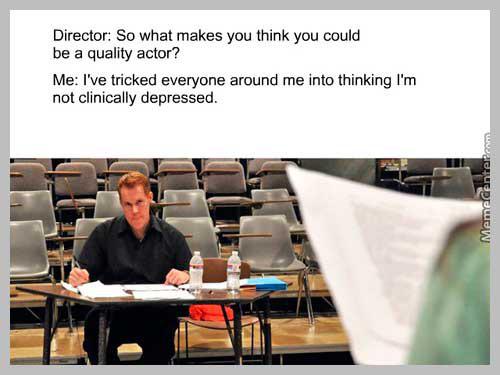 Director: So what makes you think you could
be a quality actor?
Me: I've tricked everyone around me into thinking I'm
not clinically depressed.
MemeCenter.com